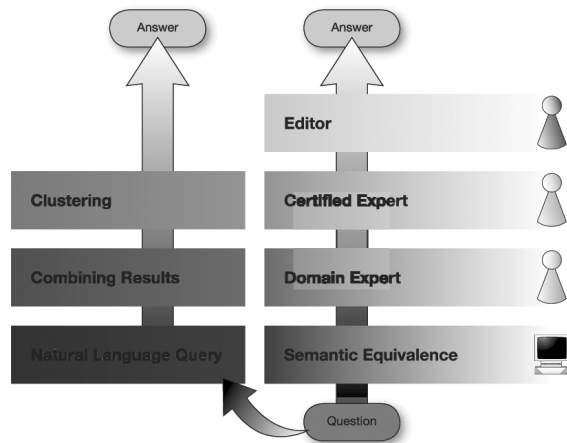 Answer
Answer
Editor
Clustering
Certified Expert
Combining Results
Domain Expert
Natural Language Query
Semantic Equivalence
Question